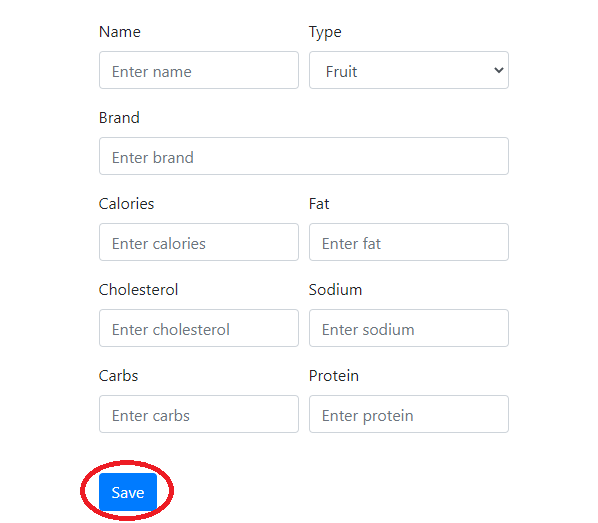 Name Type
Enter name Fruit
Brand
Enter brand
Calories Fat
Enter calories Enter fat
Cholesterol Sodium
Enter cholesterol Enter sodium
Carbs Protein
Enter carbs Enter protein
Save